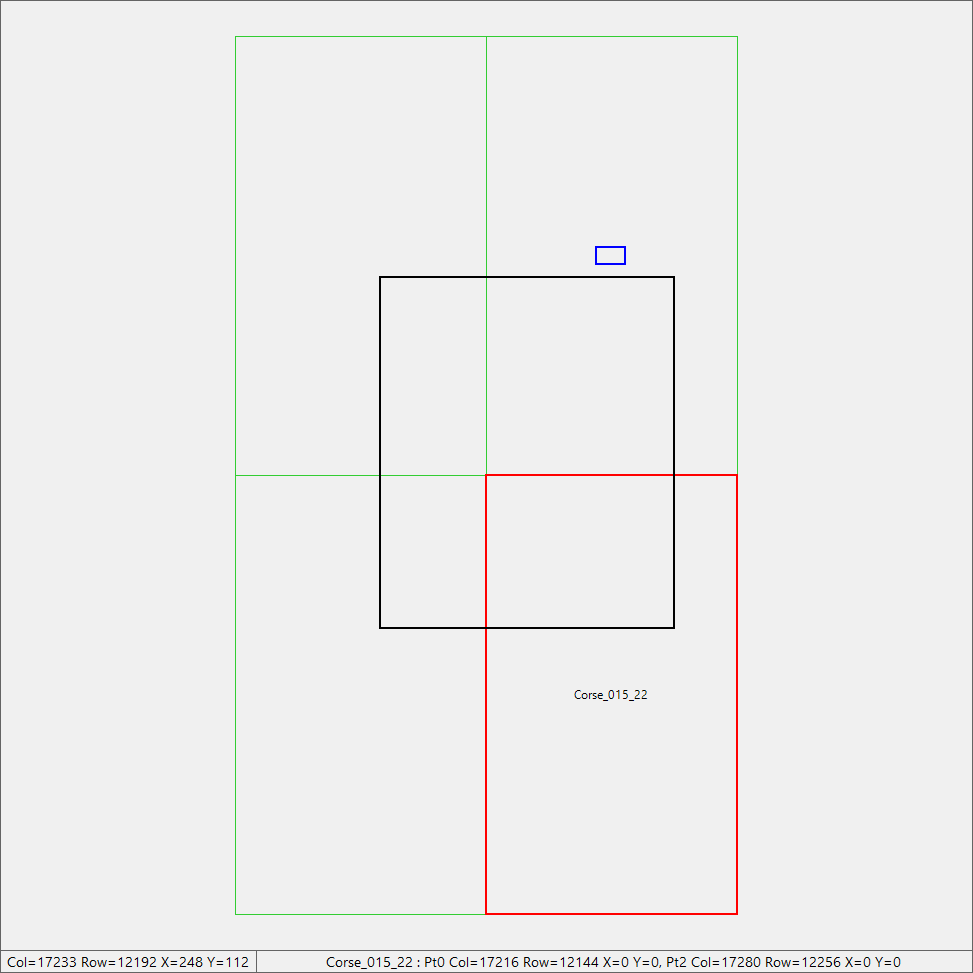 Corse_015_22
Col=17233 Row=12192 X=248 Y=112
Corse_015_22 : Pt0 Col=17216 Row=12144 X=0 Y=0, Pt2 Col=17280 Row=12256 X=0 Y=0